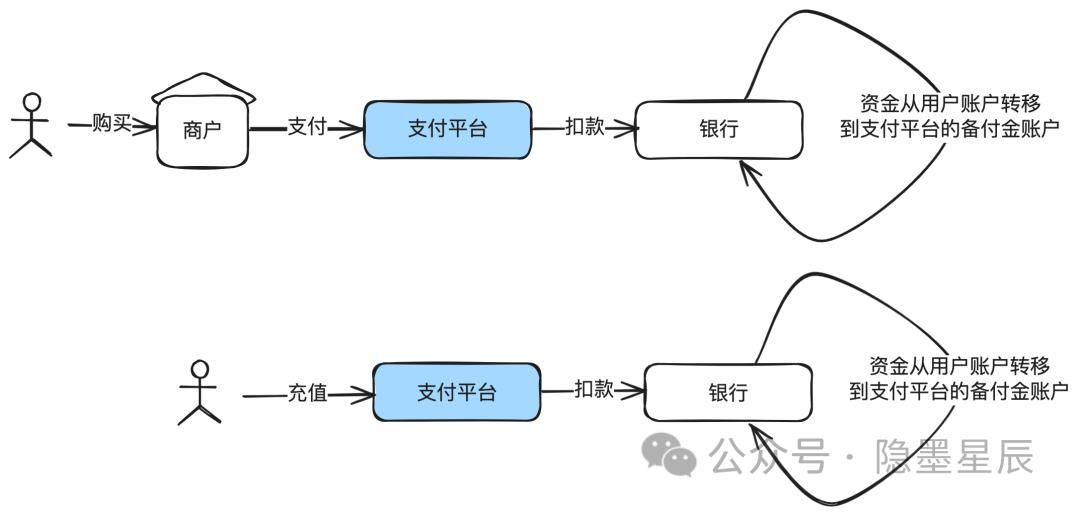 购买
商户
支付
支付平台
扣款
银行
资金从用户账户转移
到支付平台的备付金账户
充值
支付平台
扣款
银行
资金从用户账户转移
到支付平台的备付金账户
公众号 · 隐墨星辰